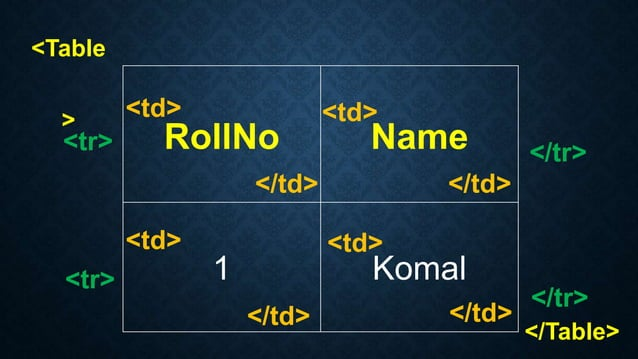 <Table
>
<td> <td>
<tr> RollNo Name </tr>
</td> </td>
<td> <td>
<tr> 1 Komal </tr>
</td> </td>
</Table>